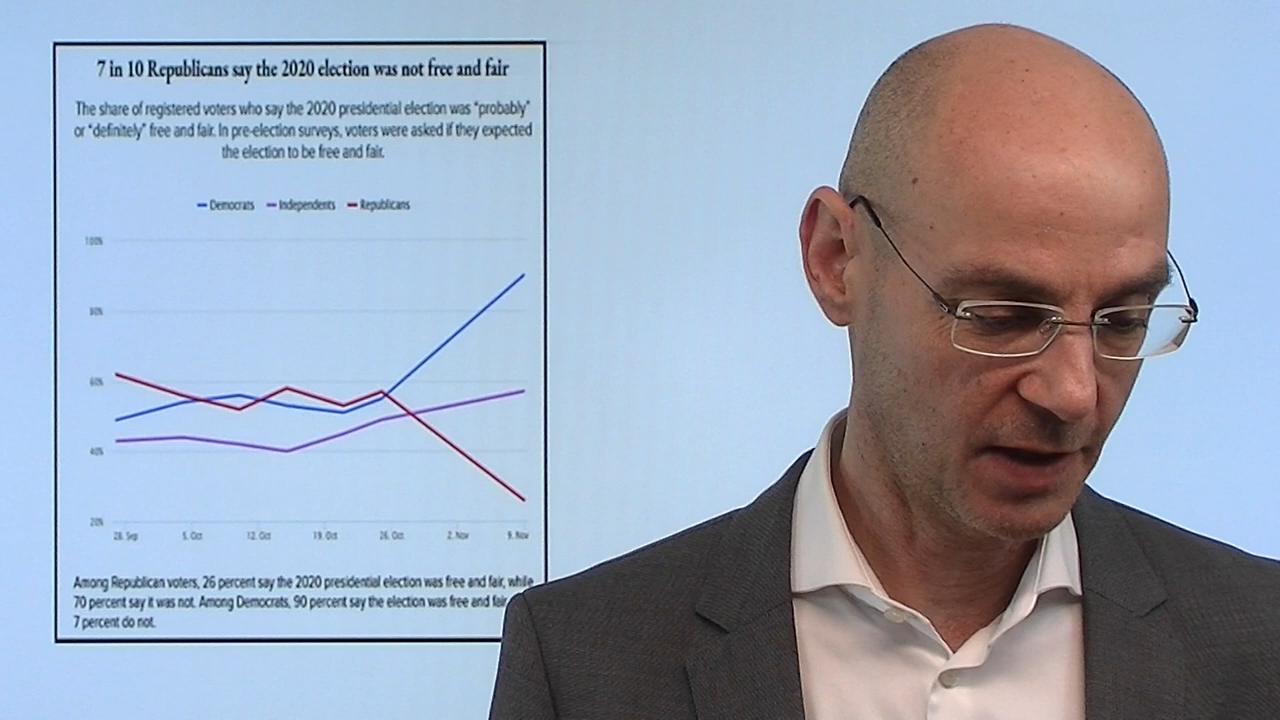 7 in 10 Republicans say the 2020 election was not free and fair
The share of registered voters who say the 2020 presidential election was "probably"
or "definitely" free and fair. In pre-election surveys, voters were asked if they expected
the election to be free and fair.
Democrats Independents Republicans
100%
80%
60%
40%
20%
28. Sep 5. Oct 12. Oct 19. Oct 26. Oct 2. Nov 9. Nov
Among Republican voters, 26 percent say the 2020 presidential election was free and fair, while
70 percent say it was not. Among Democrats, 90 percent say the election was free and fair
7 percent do not.